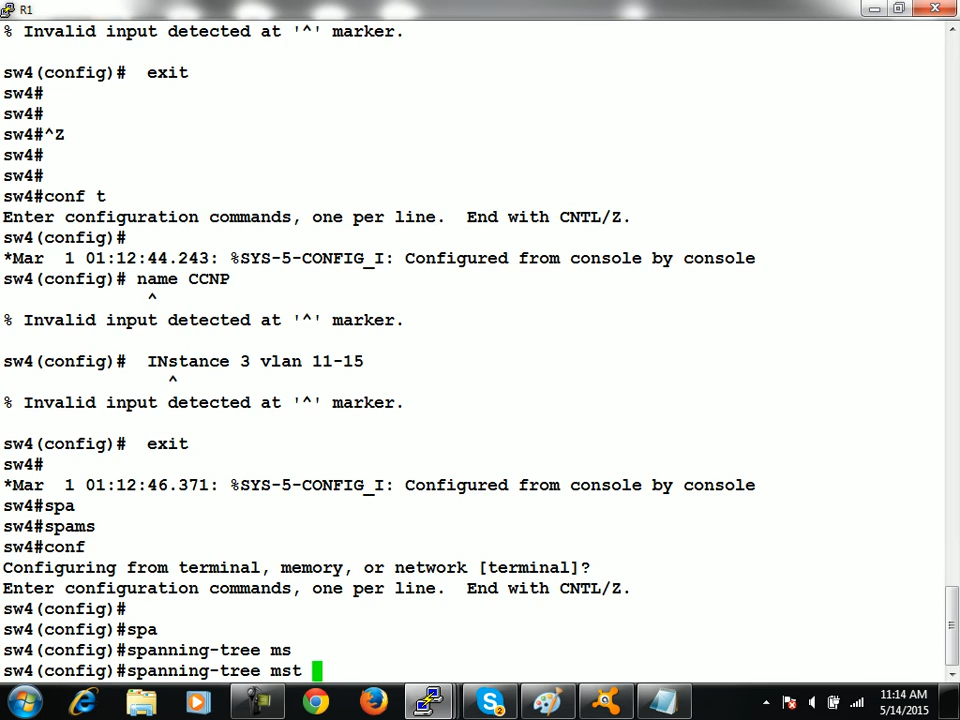 R1
% Invalid input detected at '^' marker.
sw4(config)#  exit
sw4#
sw4#
sw4#^Z
sw4#
sw4#
sw4#conf t
Enter configuration commands, one per line.  End with CNTL/Z.
sw4(config)#
*Mar  1 01:12:44.243: %SYS-5-CONFIG_I: Configured from console by console
sw4(config)# name CCNP
^
% Invalid input detected at '^' marker.
sw4(config)#  INstance 3 vlan 11-15
^
% Invalid input detected at '^' marker.
sw4(config)#  exit
sw4#
*Mar  1 01:12:46.371: %SYS-5-CONFIG_I: Configured from console by console
sw4#spa
sw4#spams
sw4#conf
Configuring from terminal, memory, or network [terminal]?
Enter configuration commands, one per line.  End with CNTL/Z.
sw4(config)#
sw4(config)#spa
sw4(config)#spanning-tree ms
sw4(config)#spanning-tree mst
2
11:14 AM
5/14/2015